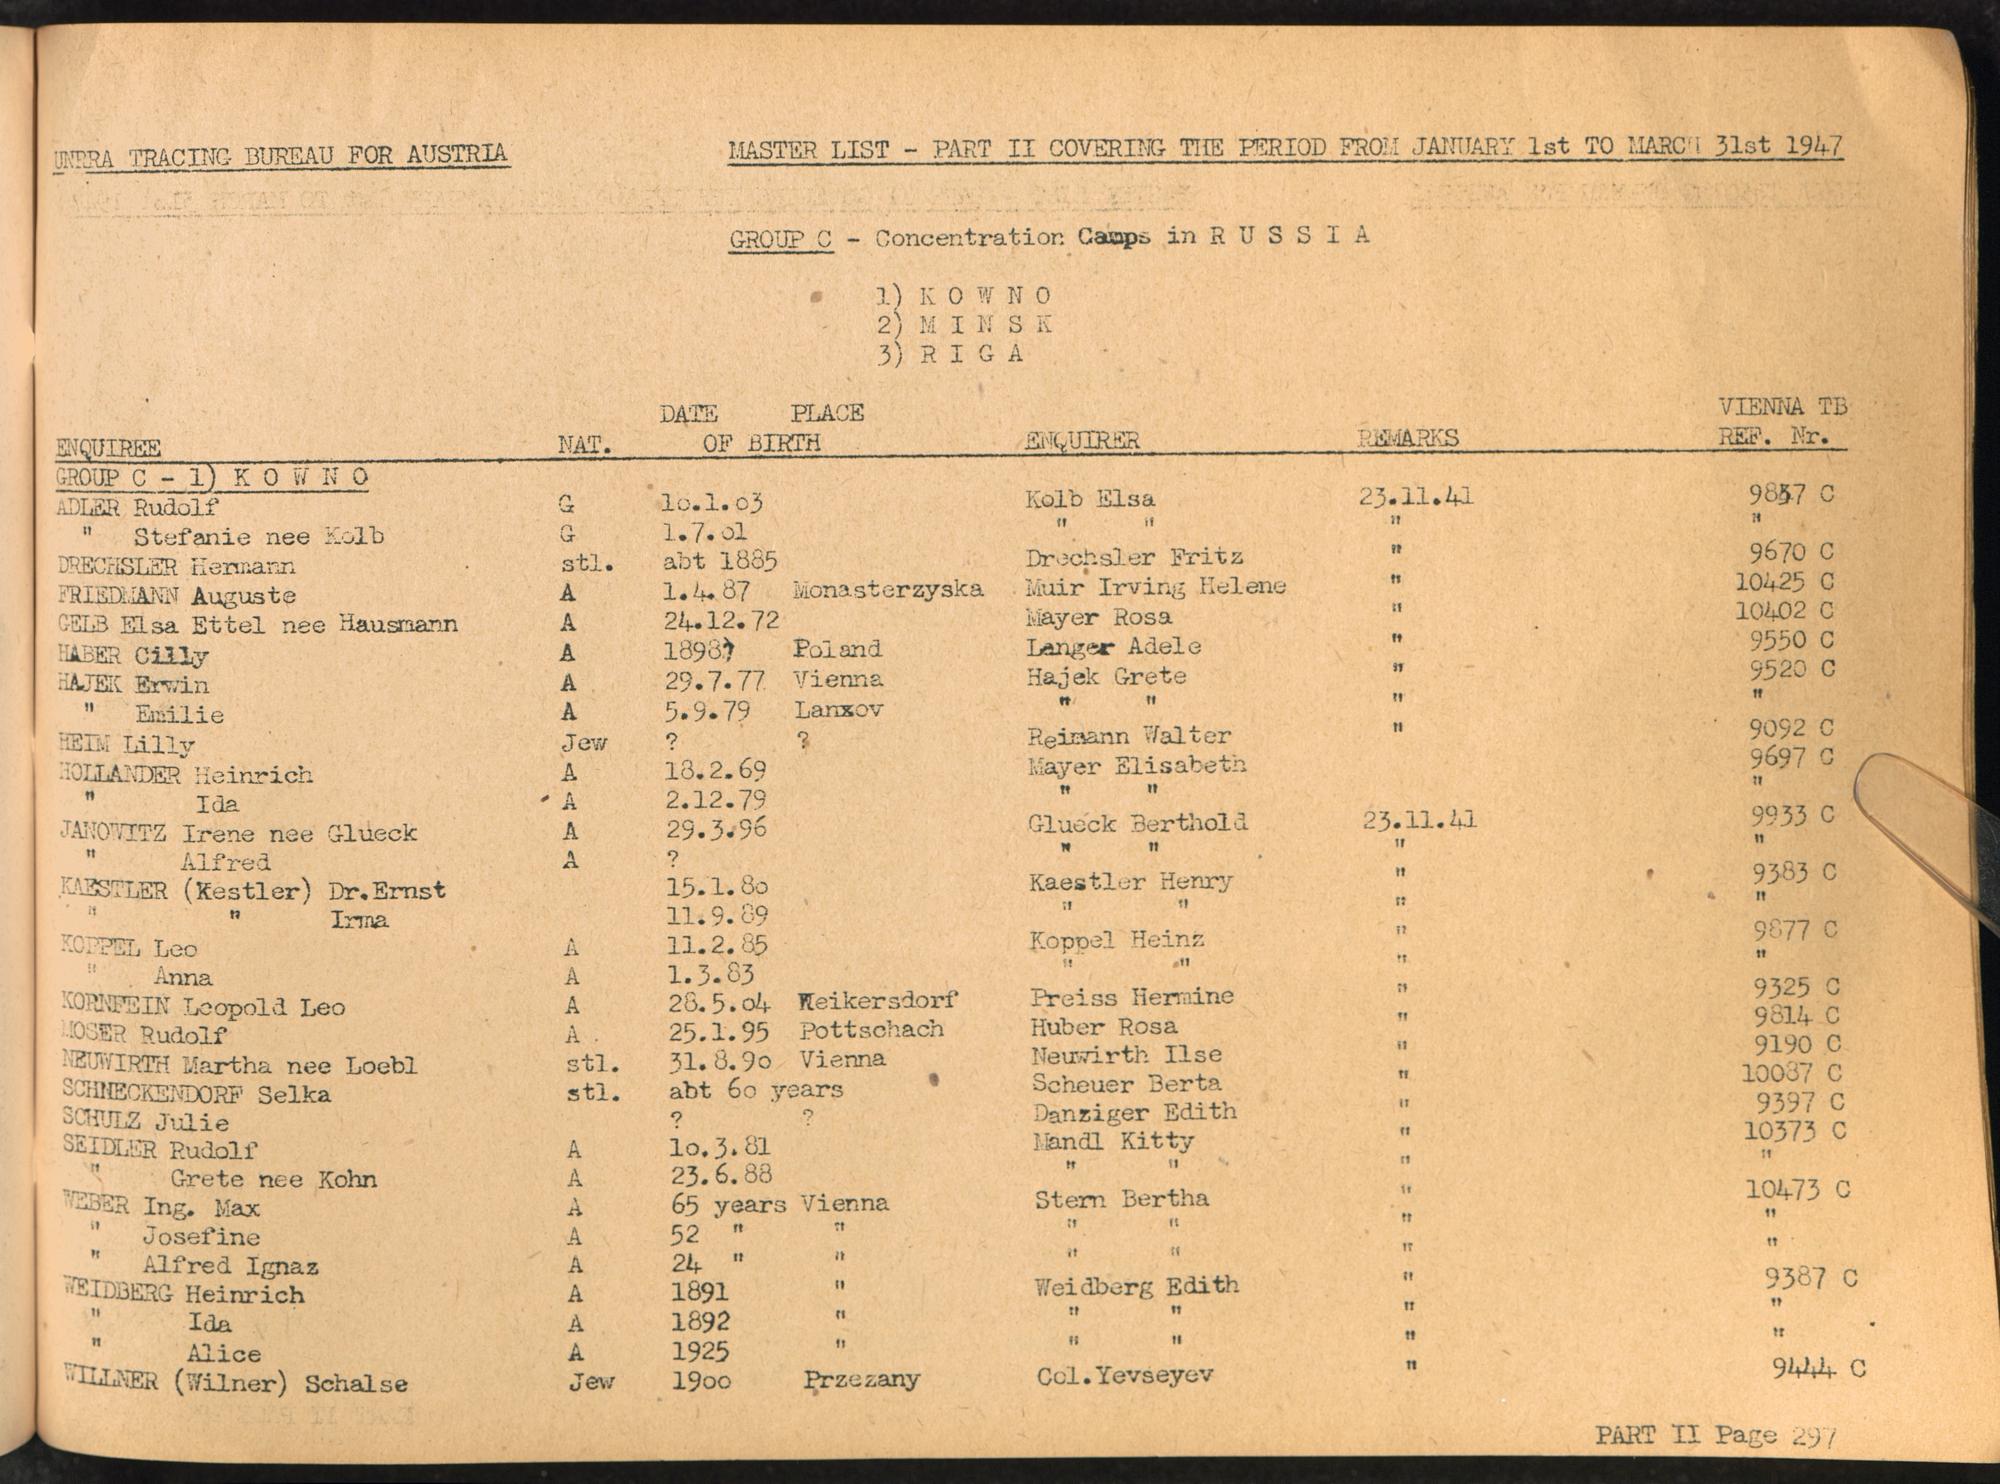 UNRRA TRACING BUREAU FOR AUSTRIA MASTER LIST - PART II COVERING THE PERIOD FROM JANUARY 1st TO MARCH 31st 1947
GROUP C - Concentration Camps in R U S S I A
1) K O W N O
2) M I N S K
3) R I G A
DATE PLACE VIENNA TB
ENQUIREE NAT. OF BIRTH ENQUIRER REMARKS REF. Nr.
GROUP C - 1) K O W N O
ADLER Rudolf G 1o.1.o3 Kolb Elsa 23.11.41 9837 C
" Stefanie nee Kolb G 1.7.o1 " " " "
DRECHSLER Hermann stl. abt 1885 Drechsler Fritz " 9670 C
FRIEDMANN Auguste A 1.4.87 Monasterzyska Muir Irving Helene " 10425 C
GELB Elsa Ettel nee Hausmann A 24.12.72 Mayer Rosa " 10402 C
HABER Cilly A 1898? Poland Langer Adele " 9550 C
HAJEK Erwin A 29.7.77 Vienna Hajek Grete " 9520 C
" Emilie A 5.9.79 Lanxov " " " "
HEIM Lilly Jew ? ? Reimann Walter " 9092 C
HOLLANDER Heinrich A 18.2.69 Mayer Elisabeth 9697 C
" Ida A 2.12.79 " " "
JANOWITZ Irene nee Glueck A 29.3.96 Glueck Berthold 23.11.41 9933 C
" Alfred A ? " " " "
KAESTLER (Kestler) Dr.Ernst 15.1.8o Kaestler Henry " 9383 C
" " Irma 11.9.89 " " " "
KOPPEL Leo A 11.2.85 Koppel Heinz " 9877 C
" Anna A 1.3.83 " " " "
KORNFEIN Leopold Leo A 28.5.o4 Weikersdorf Preiss Hermine " 9325 C
MOSER Rudolf A 25.1.95 Pottschach Huber Rosa " 9814 C
NEUWIRTH Martha nee Loebl stl. 31.8.9o Vienna Neuwirth Ilse " 9190 C
SCHNECKENDORF Selka stl. abt 6o years Scheuer Berta " 10087 C
SCHULZ Julie ? ? Danziger Edith " 9397 C
SEIDLER Rudolf A 1o.3.81 Mandl Kitty " 10373 C
" Grete nee Kohn A 23.6.88 " " " "
WEBER Ing. Max A 65 years Vienna Stern Bertha " 10473 C
" Josefine A 52 " " " " " "
" Alfred Ignaz A 24 " " " " " "
WEIDBERG Heinrich A 1891 " Weidberg Edith " 9387 C
" Ida A 1892 " " " " "
" Alice A 1925 " " " " "
WILLNER (Wilner) Schalse Jew 19oo Przezany Col.Yevseyev " 9444 C
PART II Page 297